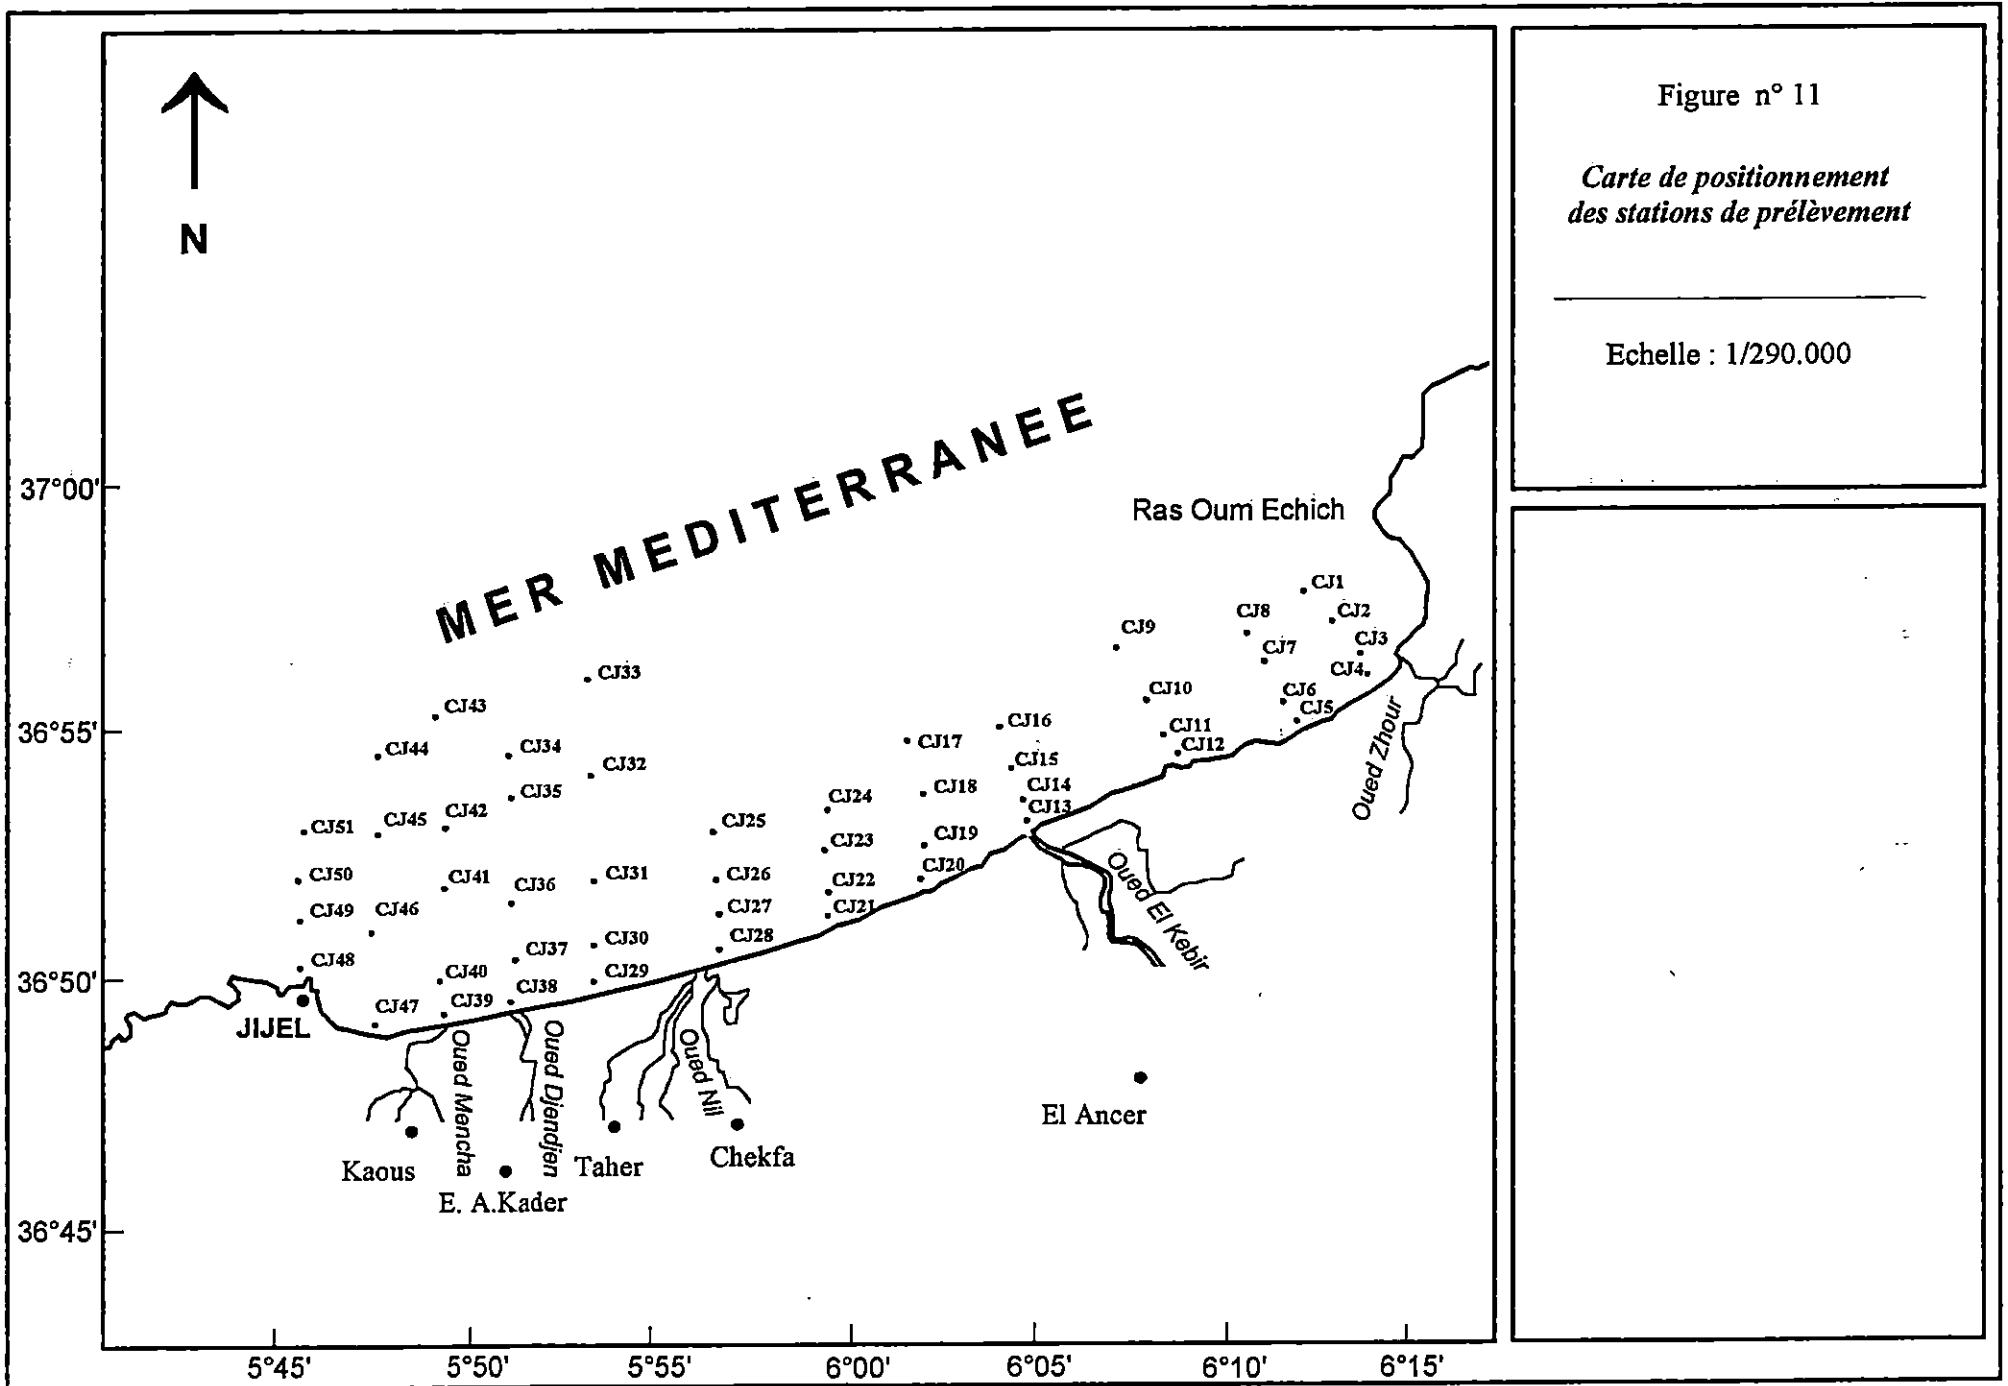 Figure n° 11
Carte de positionnement
des stations de prélèvement
Echelle : 1/290.000
N
MER MEDITERRANEE
Ras Oum Echich
37°00'
36°55'
36°50'
36°45'
5°45'
5°50'
5°55'
6°00'
6°05'
6°10'
6°15'
CJ1
CJ2
CJ3
CJ4
CJ5
CJ6
CJ7
CJ8
CJ9
CJ10
CJ11
CJ12
CJ13
CJ14
CJ15
CJ16
CJ17
CJ18
CJ19
CJ20
CJ21
CJ22
CJ23
CJ24
CJ25
CJ26
CJ27
CJ28
CJ29
CJ30
CJ31
CJ32
CJ33
CJ34
CJ35
CJ36
CJ37
CJ38
CJ39
CJ40
CJ41
CJ42
CJ43
CJ44
CJ45
CJ46
CJ47
CJ48
CJ49
CJ50
CJ51
JIJEL
Oued Mencha
Oued Djendjen
Oued Nil
Oued El Kebir
Oued Zhour
Kaous
E. A.Kader
Taher
Chekfa
El Ancer